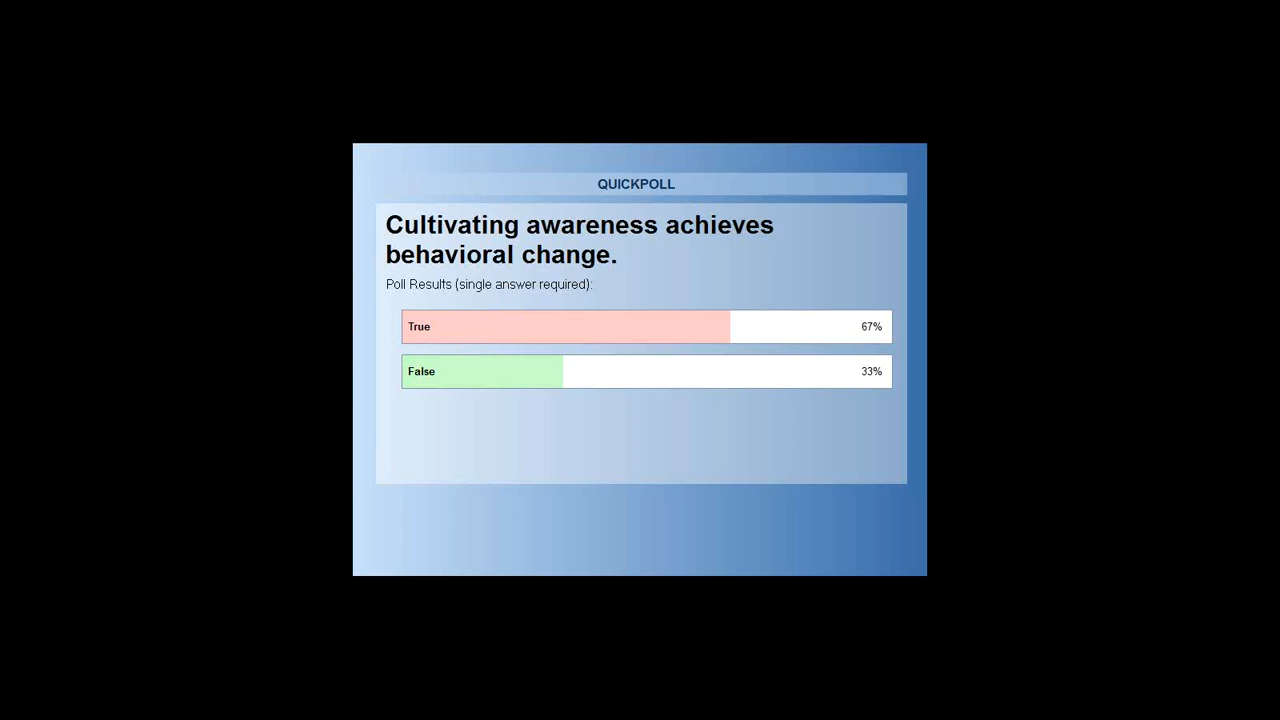 QUICKPOLL
Cultivating awareness achieves
behavioral change.
Poll Results (single answer required):
True 67%
False 33%